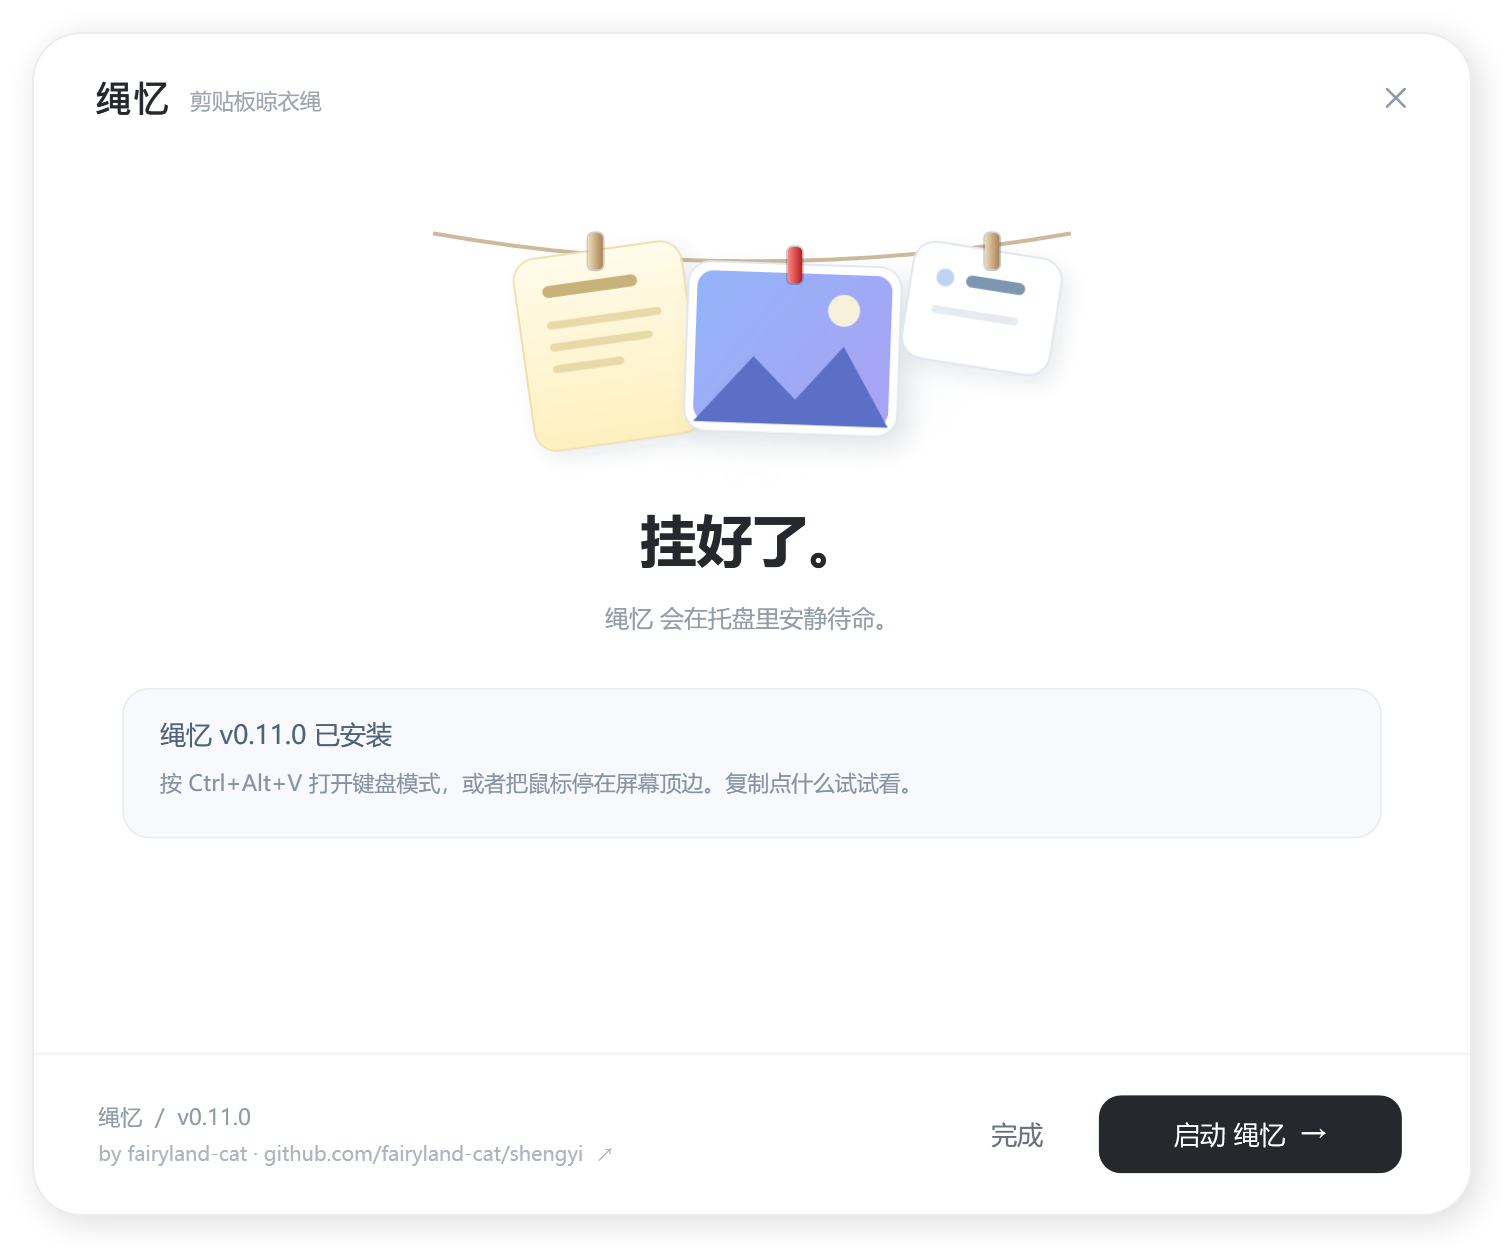 绳忆 剪贴板晾衣绳
挂好了。
绳忆 会在托盘里安静待命。
绳忆 v0.11.0 已安装
按 Ctrl+Alt+V 打开键盘模式，或者把鼠标停在屏幕顶边。复制点什么试试看。
绳忆 / v0.11.0
by fairyland-cat · github.com/fairyland-cat/shengyi ↗
完成
启动 绳忆 →